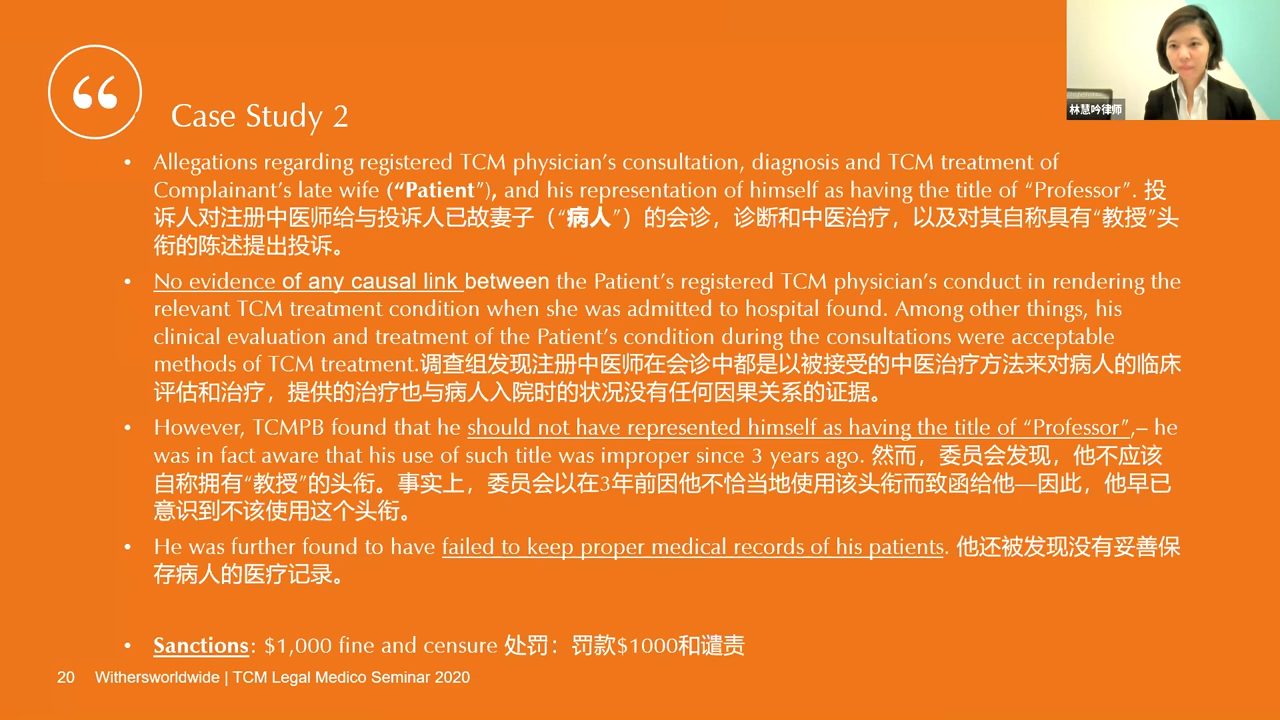 林慧吟律师
Case Study 2
• Allegations regarding registered TCM physician's consultation, diagnosis and TCM treatment of
Complainant's late wife (“Patient”), and his representation of himself as having the title of “Professor”. 投
诉人对注册中医师给与投诉人已故妻子（“病人”）的会诊，诊断和中医治疗，以及对其自称具有“教授”头
衔的陈述提出投诉。
• No evidence of any causal link between the Patient's registered TCM physician's conduct in rendering the
relevant TCM treatment condition when she was admitted to hospital found. Among other things, his
clinical evaluation and treatment of the Patient's condition during the consultations were acceptable
methods of TCM treatment.调查组发现注册中医师在会诊中都是以被接受的中医治疗方法来对病人的临床
评估和治疗，提供的治疗也与病人入院时的状况没有任何因果关系的证据。
• However, TCMPB found that he should not have represented himself as having the title of “Professor”,– he
was in fact aware that his use of such title was improper since 3 years ago. 然而，委员会发现，他不应该
自称拥有“教授”的头衔。事实上，委员会以在3年前因他不恰当地使用该头衔而致函给他—因此，他早已
意识到不该使用这个头衔。
• He was further found to have failed to keep proper medical records of his patients. 他还被发现没有妥善保
存病人的医疗记录。
• Sanctions: $1,000 fine and censure 处罚：罚款$1000和谴责
20 Withersworldwide | TCM Legal Medico Seminar 2020